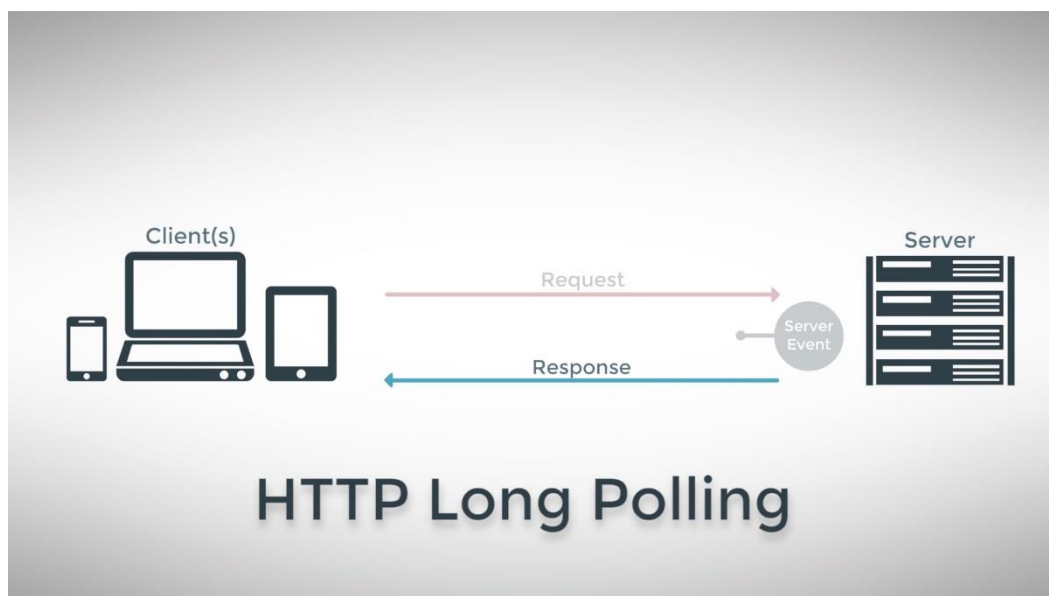 Client(s)
Server
Request
Server
Event
Response
HTTP Long Polling